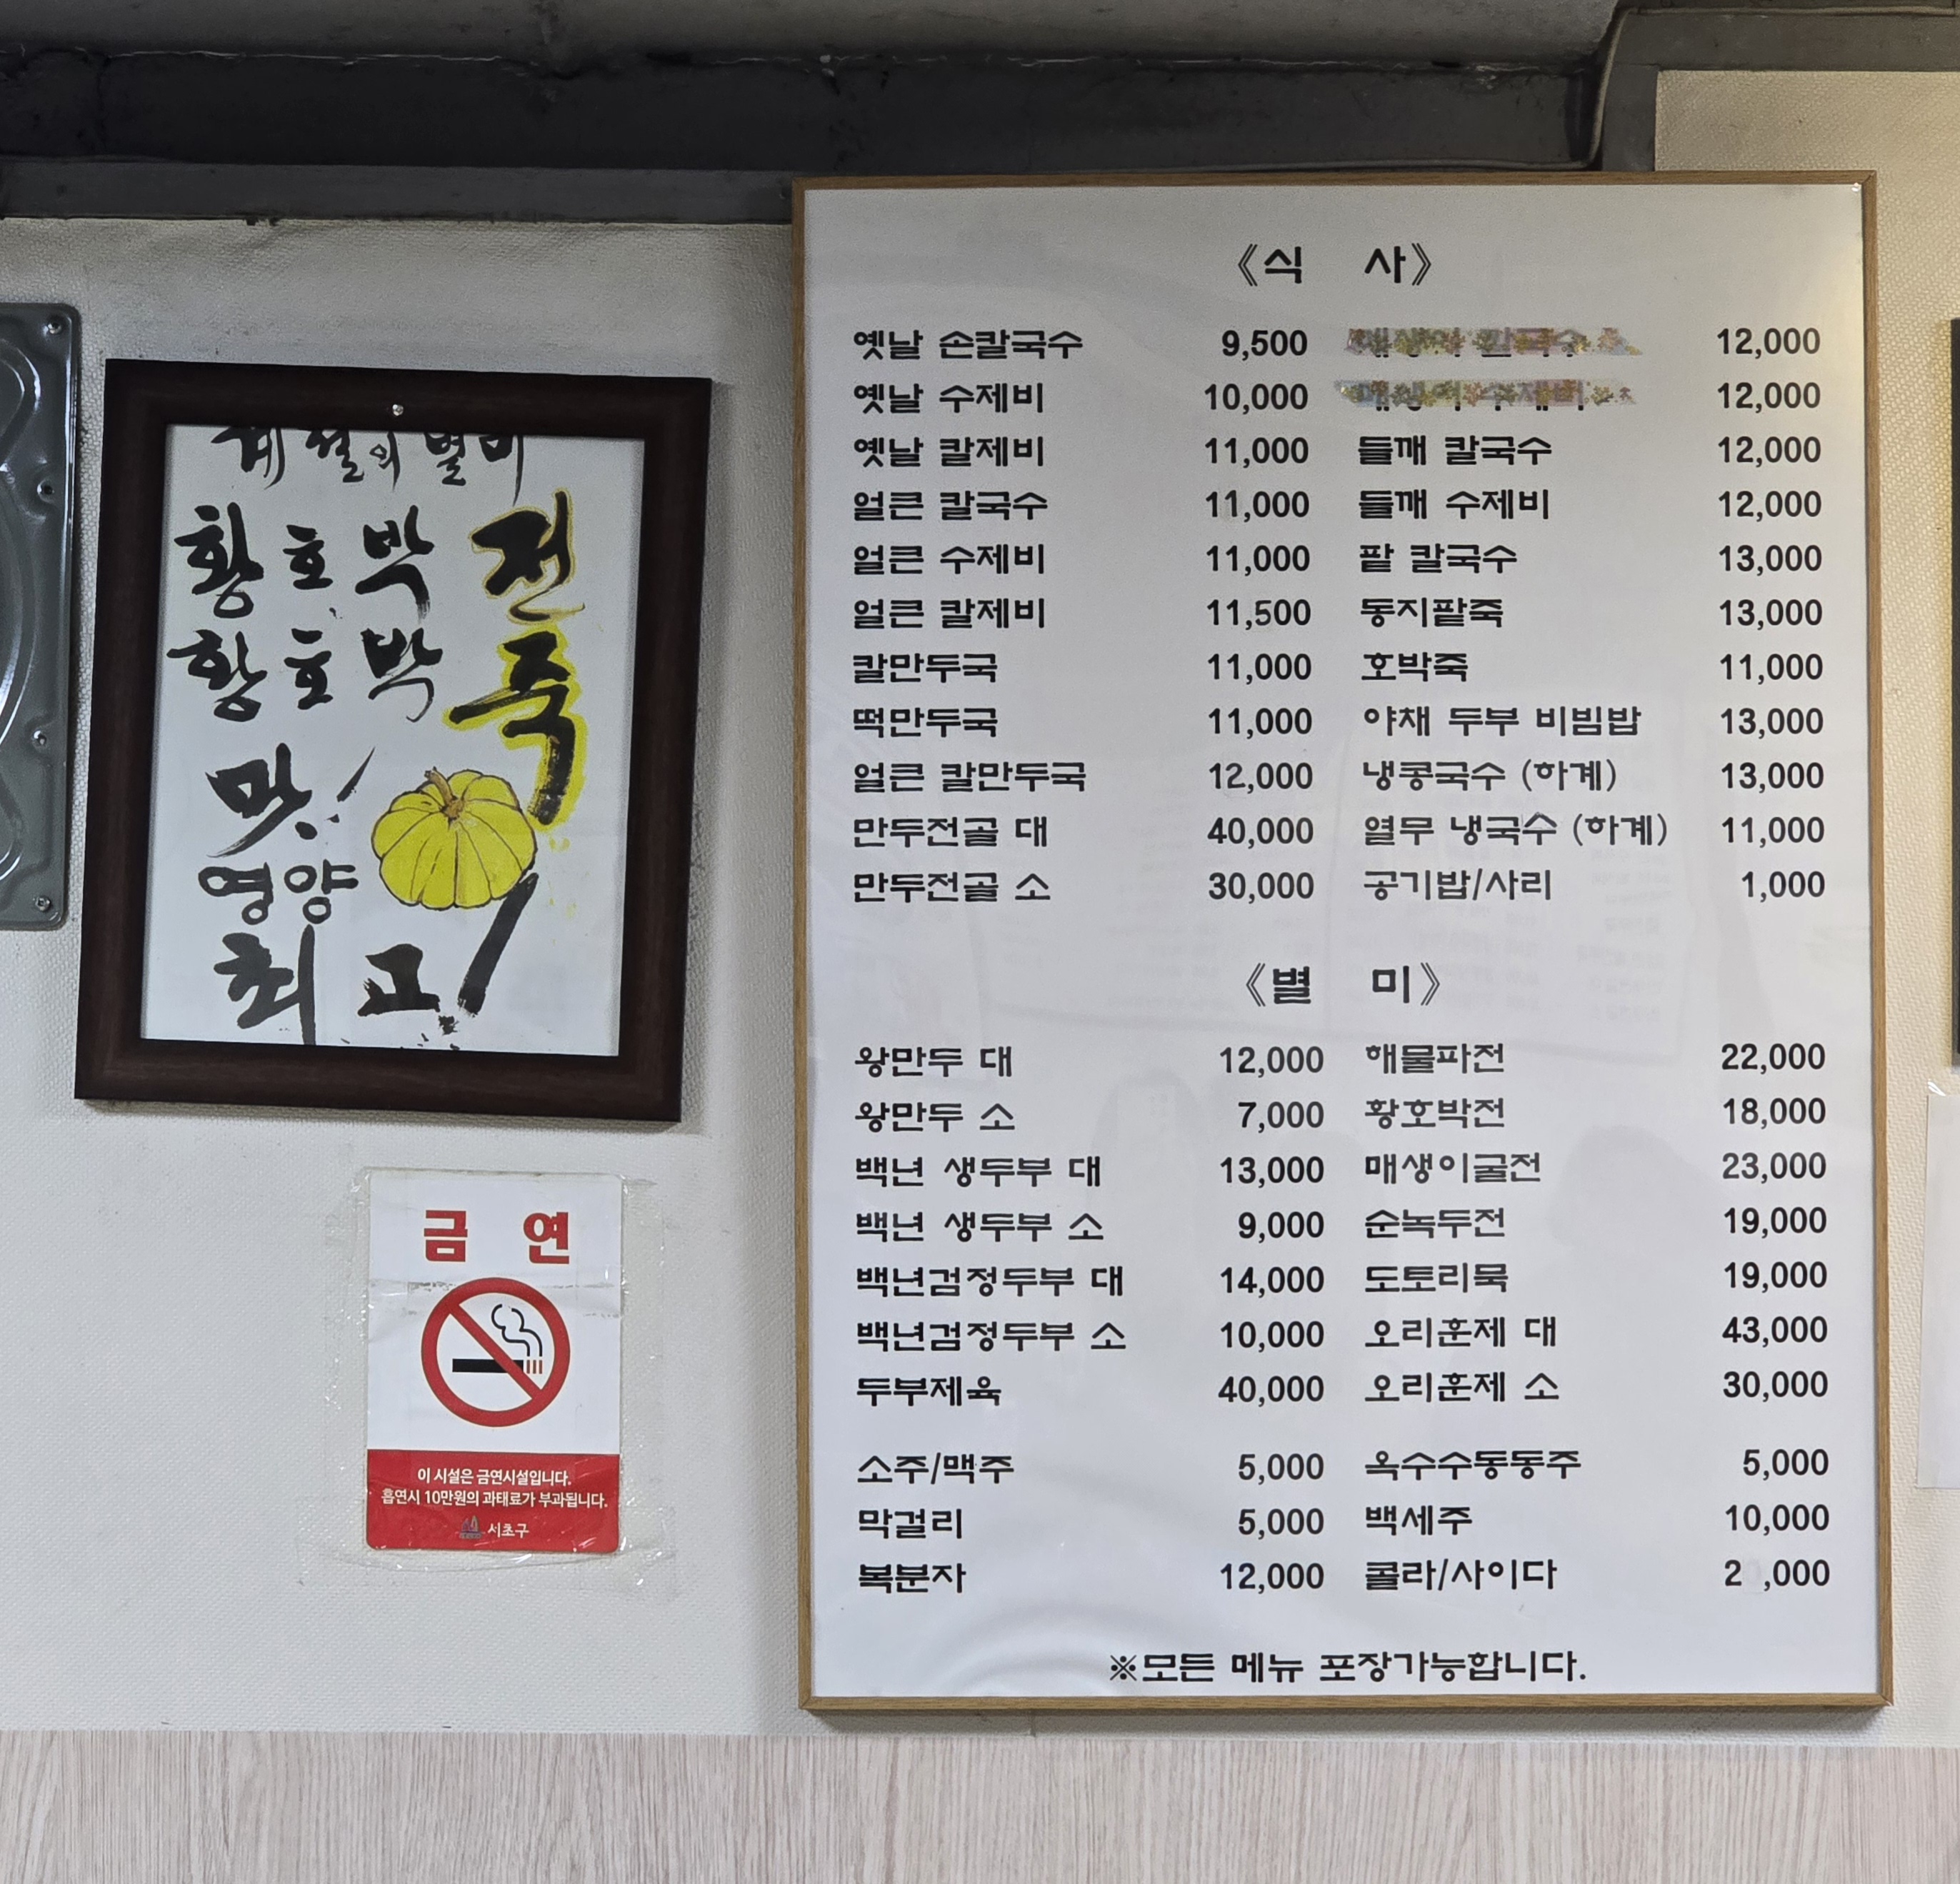 계절의 별미
황호박 전
황호박 죽
맛!
영양
최고!
금 연
이 시설은 금연시설입니다.
흡연시 10만원의 과태료가 부과됩니다.
서초구
《식 사》
옛날 손칼국수 9,500 12,000
옛날 수제비 10,000 12,000
옛날 칼제비 11,000 들깨 칼국수 12,000
얼큰 칼국수 11,000 들깨 수제비 12,000
얼큰 수제비 11,000 팥 칼국수 13,000
얼큰 칼제비 11,500 동지팥죽 13,000
칼만두국 11,000 호박죽 11,000
떡만두국 11,000 야채 두부 비빔밥 13,000
얼큰 칼만두국 12,000 냉콩국수 (하계) 13,000
만두전골 대 40,000 열무 냉국수 (하계) 11,000
만두전골 소 30,000 공기밥/사리 1,000
《별 미》
왕만두 대 12,000 해물파전 22,000
왕만두 소 7,000 황호박전 18,000
백년 생두부 대 13,000 매생이굴전 23,000
백년 생두부 소 9,000 순녹두전 19,000
백년검정두부 대 14,000 도토리묵 19,000
백년검정두부 소 10,000 오리훈제 대 43,000
두부제육 40,000 오리훈제 소 30,000
소주/맥주 5,000 옥수수동동주 5,000
막걸리 5,000 백세주 10,000
복분자 12,000 콜라/사이다 2 ,000
※모든 메뉴 포장가능합니다.